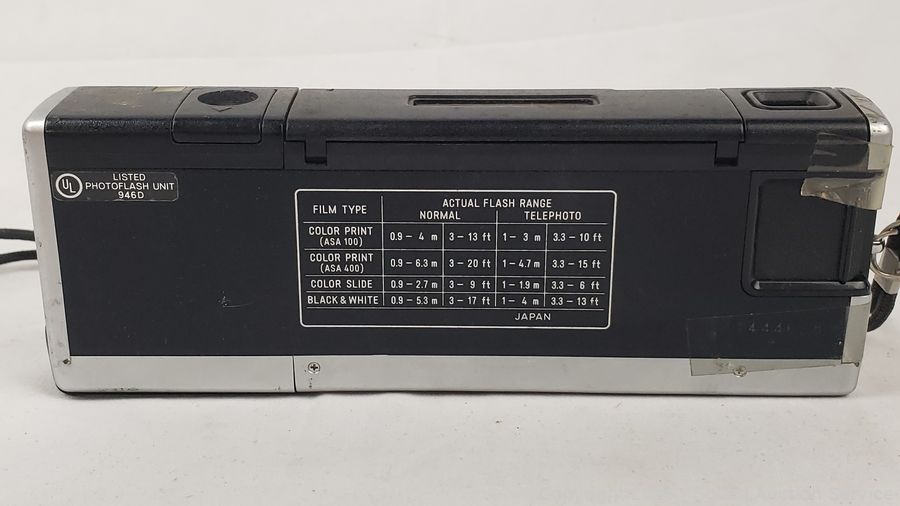 UL
LISTED
PHOTOFLASH UNIT
946D
FILM TYPE ACTUAL FLASH RANGE
NORMAL TELEPHOTO
COLOR PRINT (ASA 100) 0.9 – 4 m 3 – 13 ft 1 – 3 m 3.3 – 10 ft
COLOR PRINT (ASA 400) 0.9 – 6.3 m 3 – 20 ft 1 – 4.7 m 3.3 – 15 ft
COLOR SLIDE 0.9 – 2.7 m 3 – 9 ft 1 – 1.9 m 3.3 – 6 ft
BLACK & WHITE 0.9 – 5.3 m 3 – 17 ft 1 – 4 m 3.3 – 13 ft
JAPAN